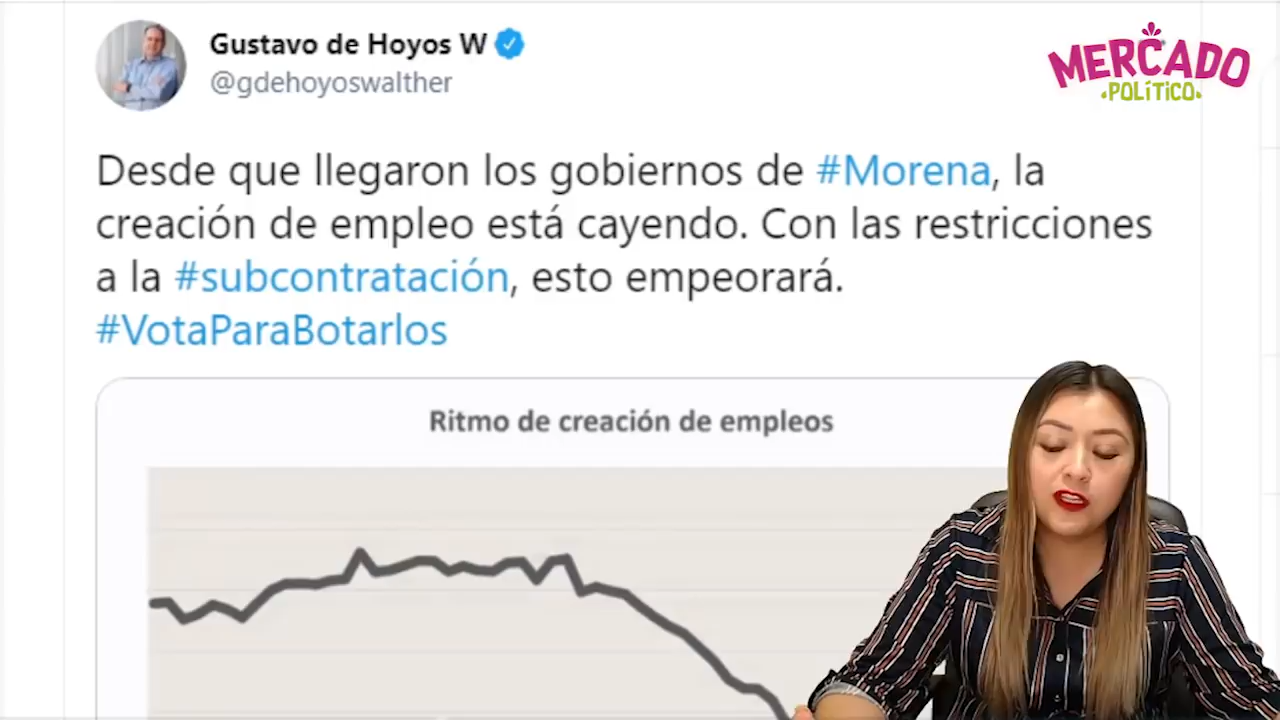 Gustavo de Hoyos W
@gdehoyoswalther
MERCADO
POLÍTICO
Desde que llegaron los gobiernos de #Morena, la
creación de empleo está cayendo. Con las restricciones
a la #subcontratación, esto empeorará.
#VotaParaBotarlos
Ritmo de creación de empleos